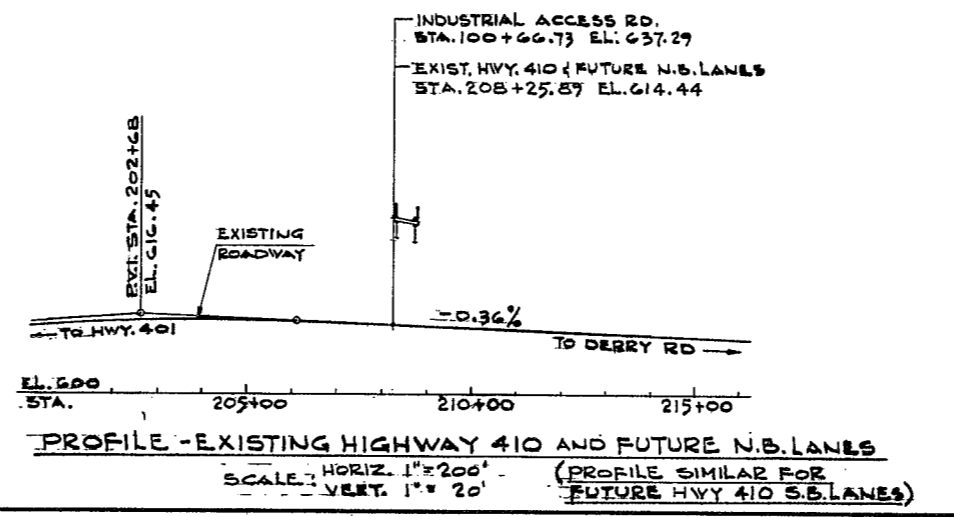 INDUSTRIAL ACCESS RD.
STA. 100+66.73 EL. 637.29
EXIST. HWY. 410 & FUTURE N.B. LANES
STA. 208+25.89 EL. 614.44
P.V.I. STA. 202+68
EL. 616.45
EXISTING
ROADWAY
-0.36%
TO HWY. 401
TO DERRY RD
EL. 600
STA.
205+00
210+00
215+00
PROFILE - EXISTING HIGHWAY 410 AND FUTURE N.B. LANES
SCALE: HORIZ. 1"=200'
VERT. 1"= 20'
(PROFILE SIMILAR FOR
FUTURE HWY 410 S.B. LANES)